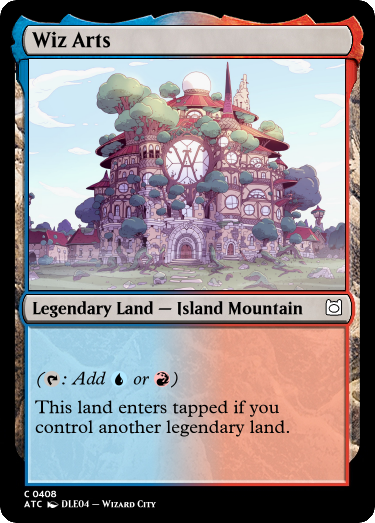 Wiz Arts
Legendary Land — Island Mountain
(: Add or )
This land enters tapped if you
control another legendary land.
C 0408
ATC DLE04 — Wizard City